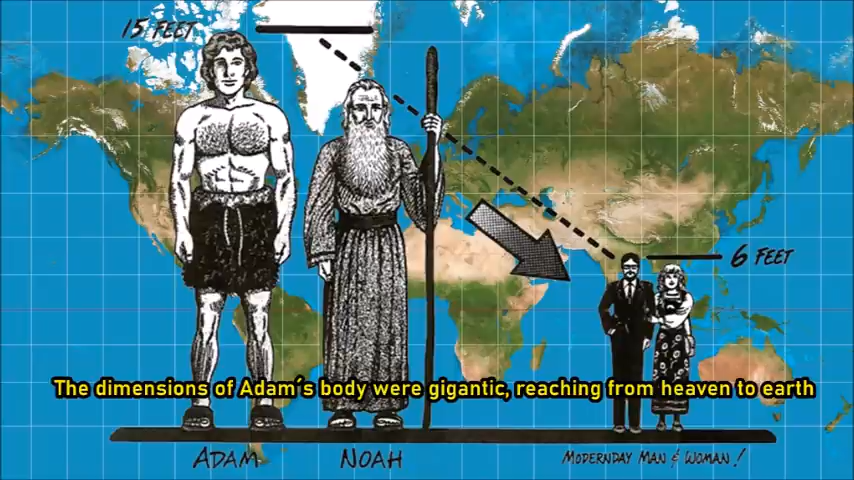 15 FEET
6 FEET
The dimensions of Adam´s body were gigantic, reaching from heaven to earth
ADAM
NOAH
MODERNDAY MAN & WOMAN!